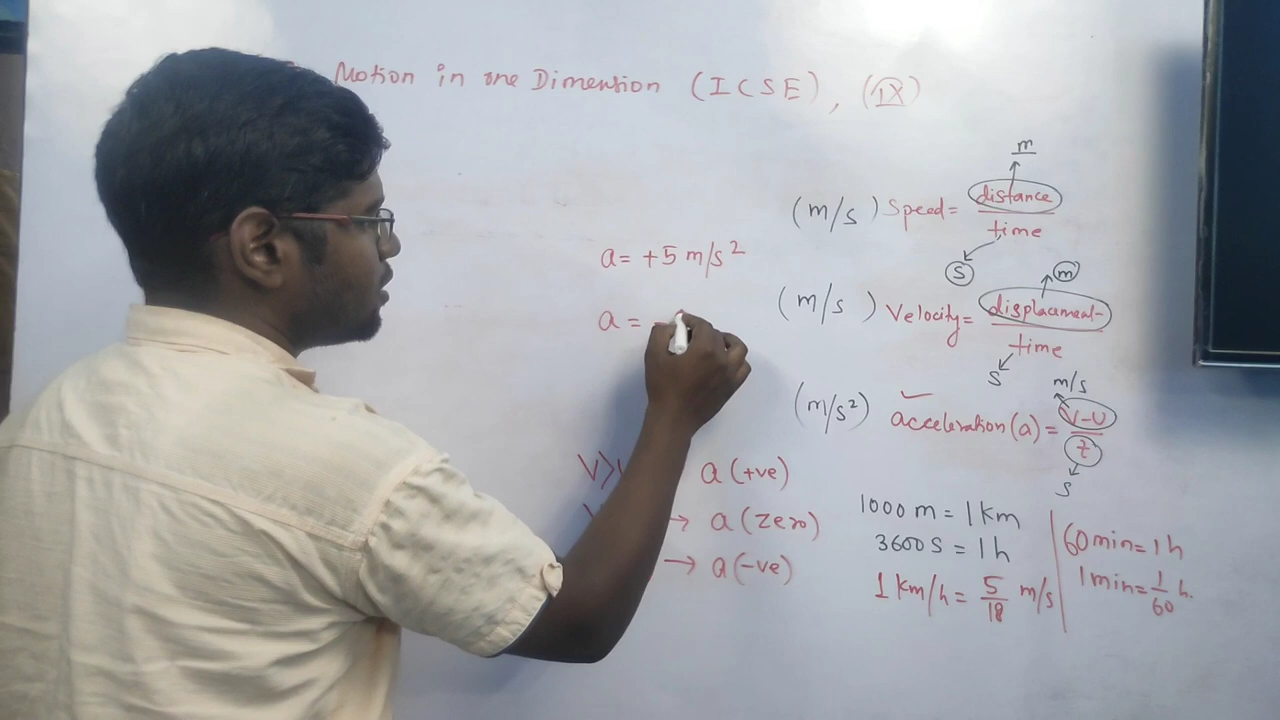 Motion in one Dimension (ICSE), (IX)
a = +5 m/s²
a =
V>
a (+ve)
→ a (zero)
→ a (-ve)
m
(m/s) Speed = distance
time
s
m
(m/s) Velocity = displacement
time
s
m/s
(m/s²) acceleration (a) = V-U
t
s
1000 m = 1 km
3600 S = 1 h
1 km/h = 5/18 m/s
60 min = 1 h
1 min = 1/60 h.